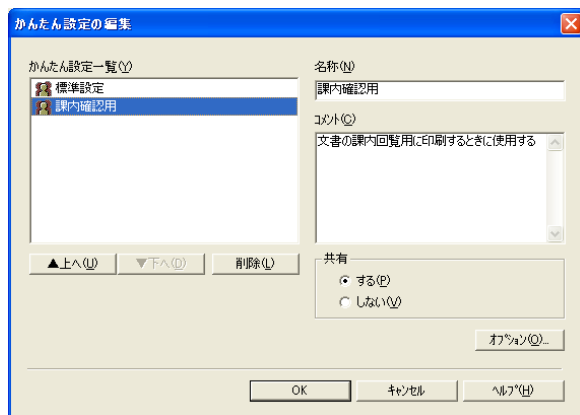 かんたん設定の編集
かんたん設定一覧(Y)
標準設定
課内確認用
▲上へ(U)
▼下へ(D)
削除(L)
名称(N)
課内確認用
コメント(C)
文書の課内回覧用に印刷するときに使用する
共有
する(P)
しない(V)
オプション(O)...
OK
キャンセル
ヘルプ(H)